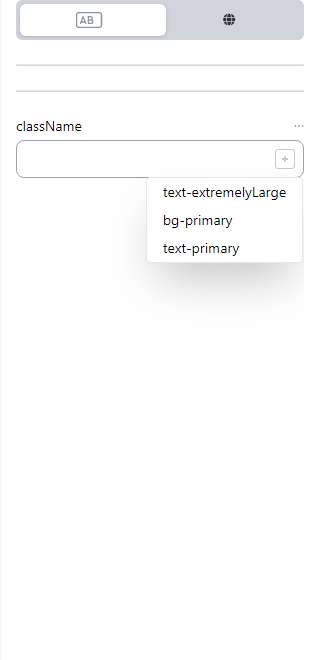 AB
className
...
text-extremelyLarge
bg-primary
text-primary